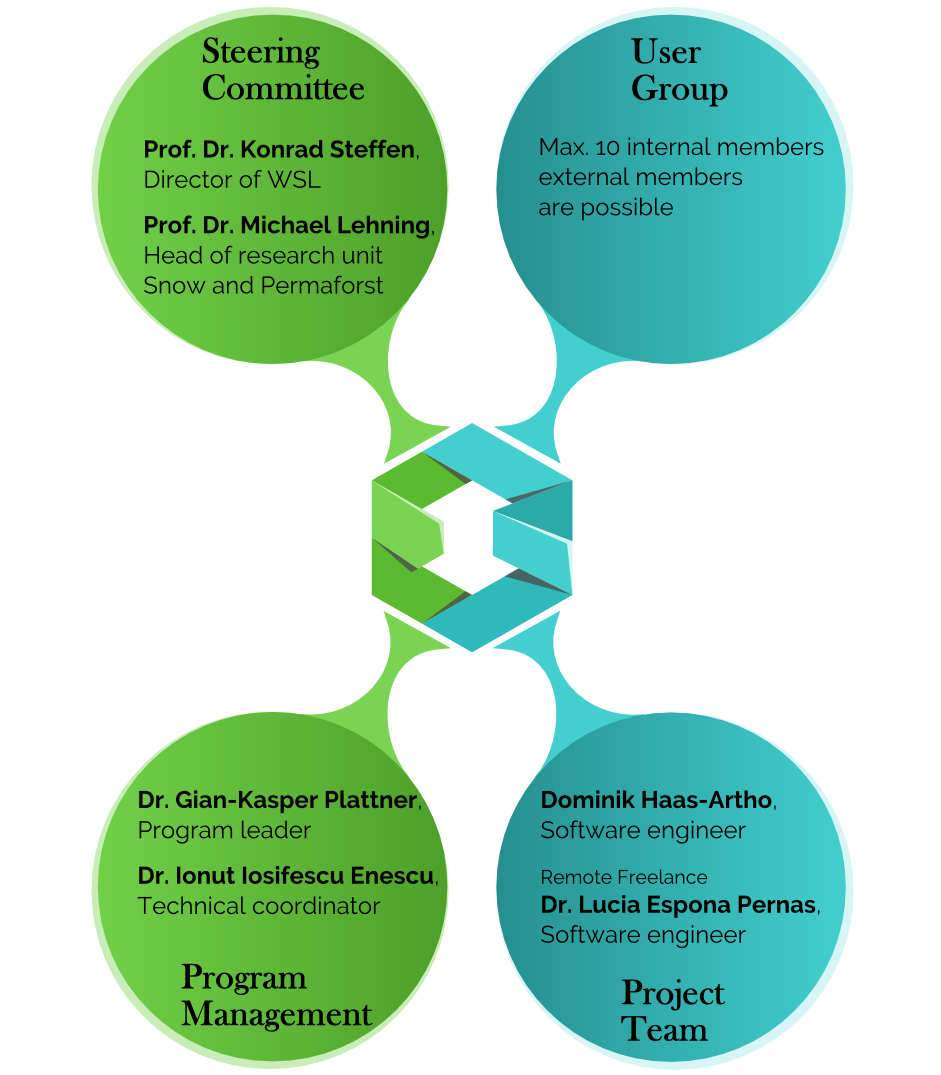 Steering
Committee
Prof. Dr. Konrad Steffen,
Director of WSL
Prof. Dr. Michael Lehning,
Head of research unit
Snow and Permaforst
User
Group
Max. 10 internal members
external members
are possible
Dr. Gian-Kasper Plattner,
Program leader
Dr. Ionut Iosifescu Enescu,
Technical coordinator
Program
Management
Dominik Haas-Artho,
Software engineer
Remote Freelance
Dr. Lucia Espona Pernas,
Software engineer
Project
Team